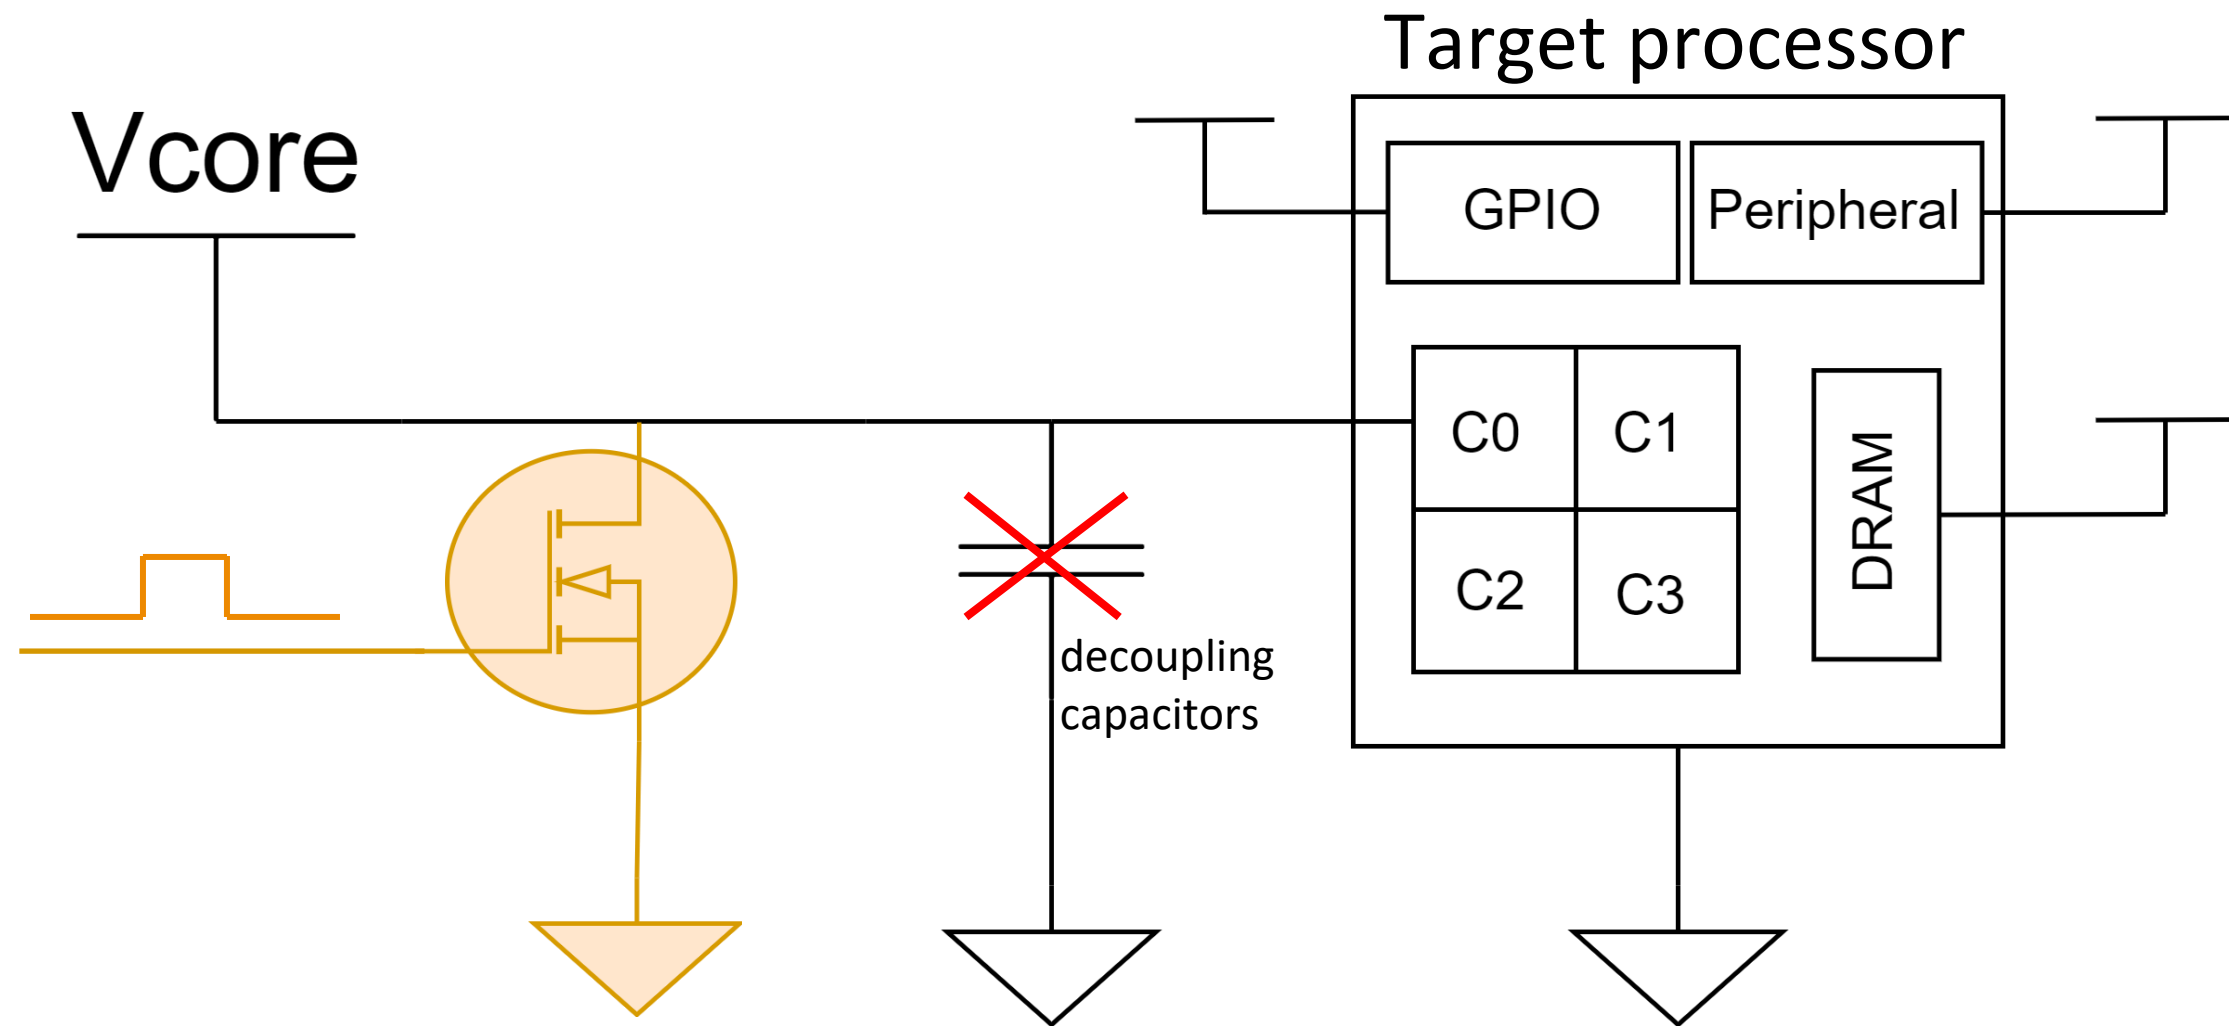 Target processor
Vcore
GPIO
Peripheral
C0
C1
C2
C3
DRAM
decoupling
capacitors